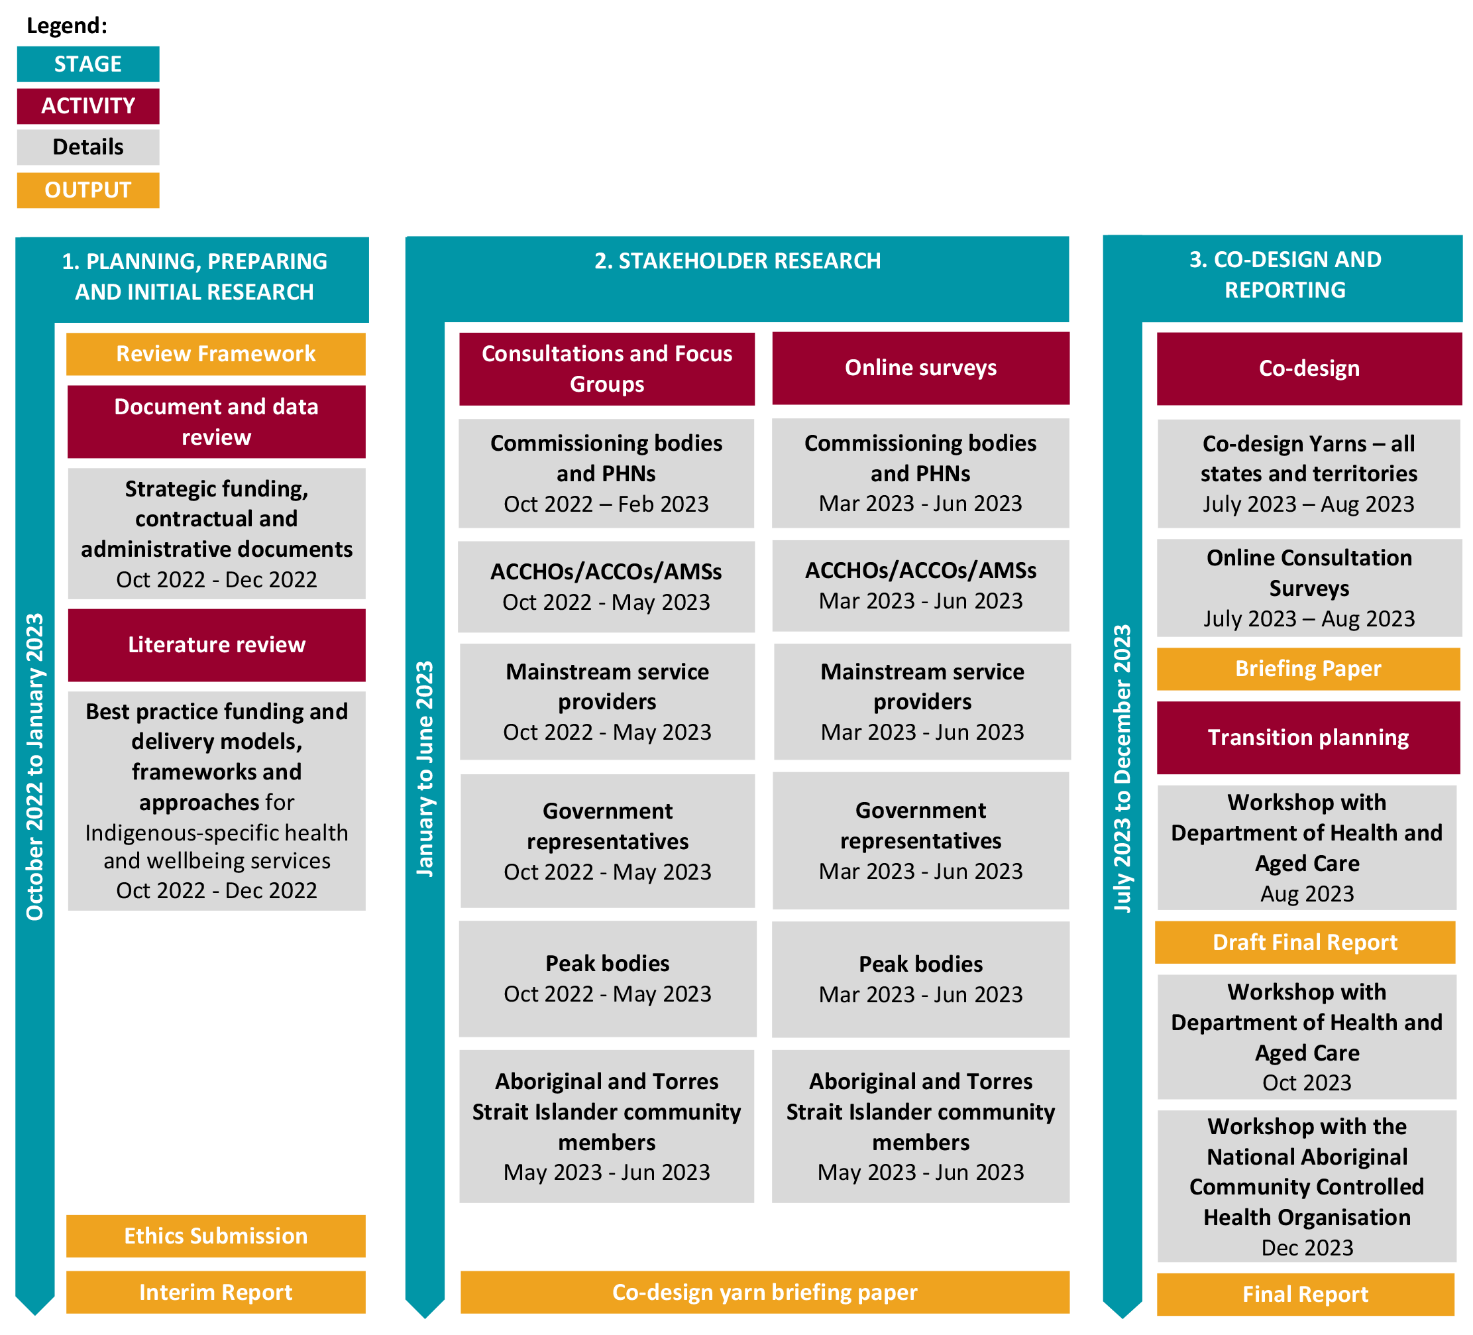 Legend:
STAGE
ACTIVITY
Details
OUTPUT
1. PLANNING, PREPARING
AND INITIAL RESEARCH
October 2022 to January 2023
Review Framework
Document and data
review
Strategic funding,
contractual and
administrative documents
Oct 2022 - Dec 2022
Literature review
Best practice funding and
delivery models,
frameworks and
approaches for
Indigenous-specific health
and wellbeing services
Oct 2022 - Dec 2022
Ethics Submission
Interim Report
2. STAKEHOLDER RESEARCH
January to June 2023
Consultations and Focus
Groups
Commissioning bodies
and PHNs
Oct 2022 – Feb 2023
ACCHOs/ACCOs/AMSs
Oct 2022 - May 2023
Mainstream service
providers
Oct 2022 - May 2023
Government
representatives
Oct 2022 - May 2023
Peak bodies
Oct 2022 - May 2023
Aboriginal and Torres
Strait Islander community
members
May 2023 - Jun 2023
Online surveys
Commissioning bodies
and PHNs
Mar 2023 - Jun 2023
ACCHOs/ACCOs/AMSs
Mar 2023 - Jun 2023
Mainstream service
providers
Mar 2023 - Jun 2023
Government
representatives
Mar 2023 - Jun 2023
Peak bodies
Mar 2023 - Jun 2023
Aboriginal and Torres
Strait Islander community
members
May 2023 - Jun 2023
Co-design yarn briefing paper
3. CO-DESIGN AND
REPORTING
July 2023 to December 2023
Co-design
Co-design Yarns – all
states and territories
July 2023 – Aug 2023
Online Consultation
Surveys
July 2023 – Aug 2023
Briefing Paper
Transition planning
Workshop with
Department of Health and
Aged Care
Aug 2023
Draft Final Report
Workshop with
Department of Health and
Aged Care
Oct 2023
Workshop with the
National Aboriginal
Community Controlled
Health Organisation
Dec 2023
Final Report